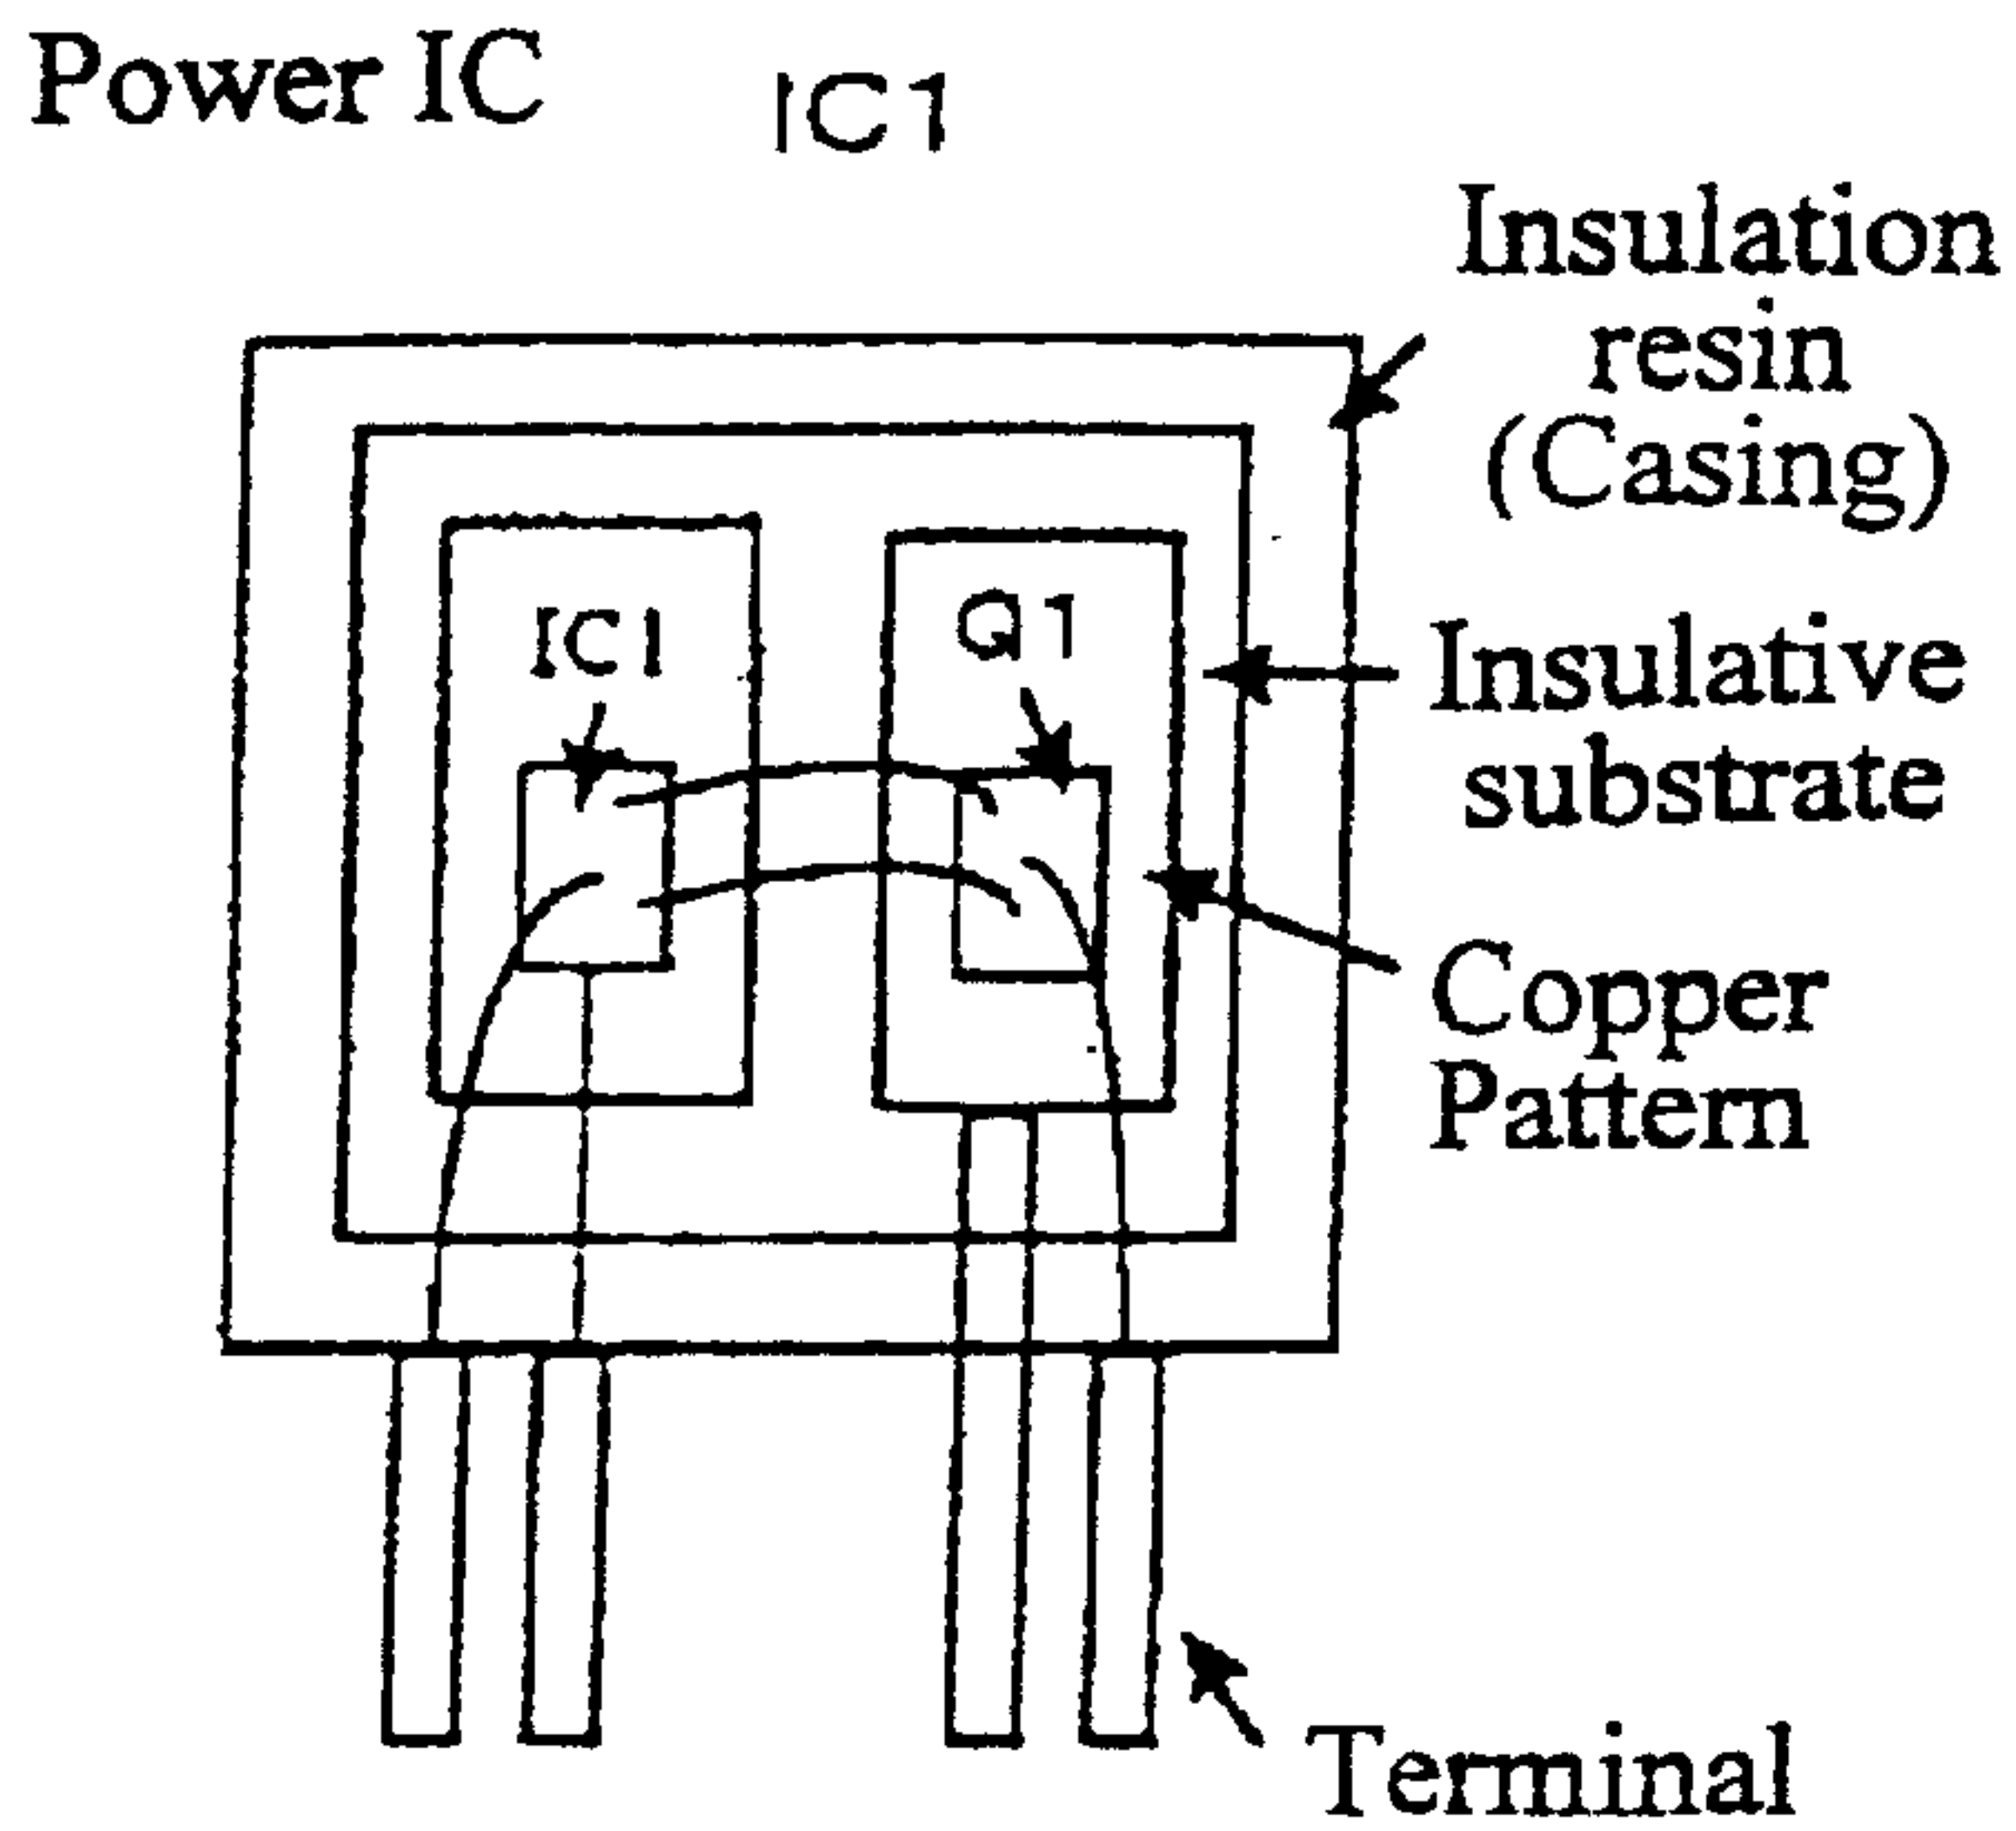 Power IC
IC1
Insulation
resin
(Casing)
IC1
Q1
Insulative
substrate
Copper
Pattern
Terminal